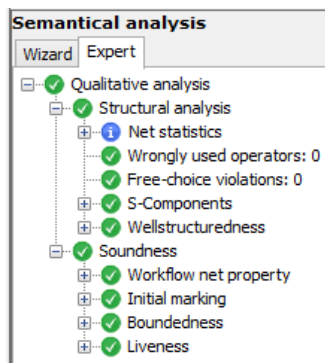 Semantical analysis
Wizard Expert
Qualitative analysis
Structural analysis
Net statistics
Wrongly used operators: 0
Free-choice violations: 0
S-Components
Wellstructuredness
Soundness
Workflow net property
Initial marking
Boundedness
Liveness